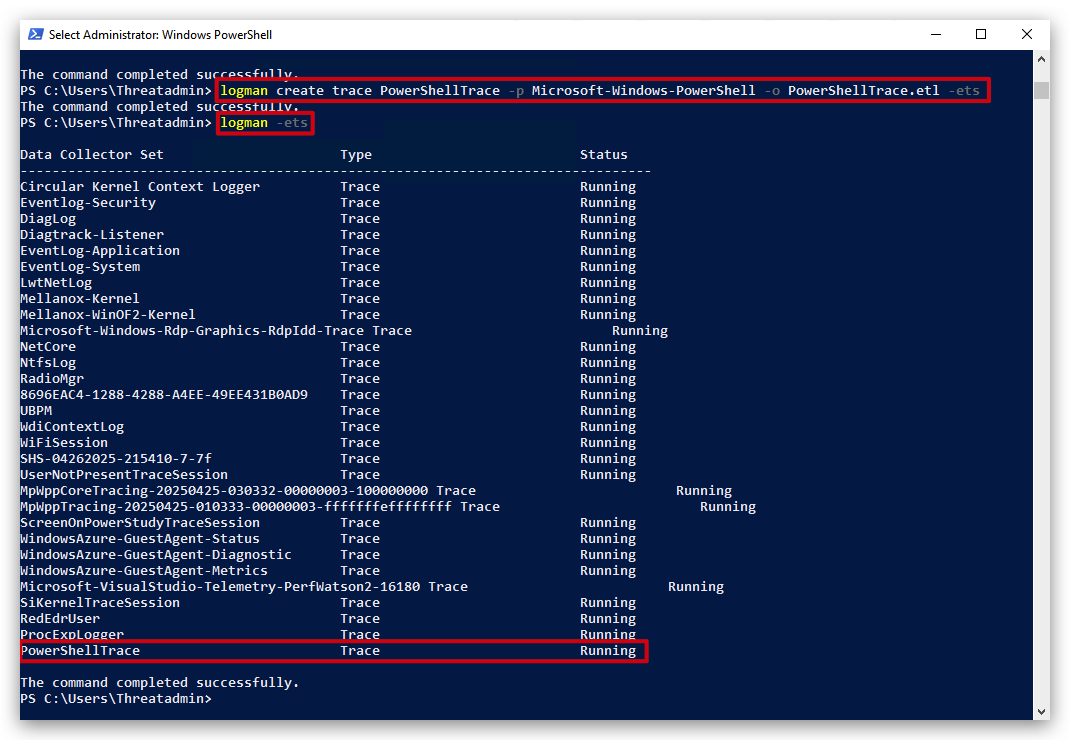 Select Administrator: Windows PowerShell
The command completed successfully.
PS C:\Users\Threatadmin> logman create trace PowerShellTrace -p Microsoft-Windows-PowerShell -o PowerShellTrace.etl -ets
The command completed successfully.
PS C:\Users\Threatadmin> logman -ets
Data Collector Set                      Type                          Status
-------------------------------------------------------------------------------
Circular Kernel Context Logger          Trace                         Running
Eventlog-Security                       Trace                         Running
DiagLog                                 Trace                         Running
Diagtrack-Listener                      Trace                         Running
EventLog-Application                    Trace                         Running
EventLog-System                         Trace                         Running
LwtNetLog                               Trace                         Running
Mellanox-Kernel                         Trace                         Running
Mellanox-WinOF2-Kernel                  Trace                         Running
Microsoft-Windows-Rdp-Graphics-RdpIdd-Trace Trace                         Running
NetCore                                 Trace                         Running
NtfsLog                                 Trace                         Running
RadioMgr                                Trace                         Running
8696EAC4-1288-4288-A4EE-49EE431B0AD9    Trace                         Running
UBPM                                    Trace                         Running
WdiContextLog                           Trace                         Running
WiFiSession                             Trace                         Running
SHS-04262025-215410-7-7f                Trace                         Running
UserNotPresentTraceSession              Trace                         Running
MpWppCoreTracing-20250425-030332-00000003-100000000 Trace                         Running
MpWppTracing-20250425-010333-00000003-fffffffeffffffff Trace                         Running
ScreenOnPowerStudyTraceSession          Trace                         Running
WindowsAzure-GuestAgent-Status          Trace                         Running
WindowsAzure-GuestAgent-Diagnostic      Trace                         Running
WindowsAzure-GuestAgent-Metrics         Trace                         Running
Microsoft-VisualStudio-Telemetry-PerfWatson2-16180 Trace                         Running
SiKernelTraceSession                    Trace                         Running
RedEdrUser                              Trace                         Running
ProcExpLogger                           Trace                         Running
PowerShellTrace                         Trace                         Running
The command completed successfully.
PS C:\Users\Threatadmin>